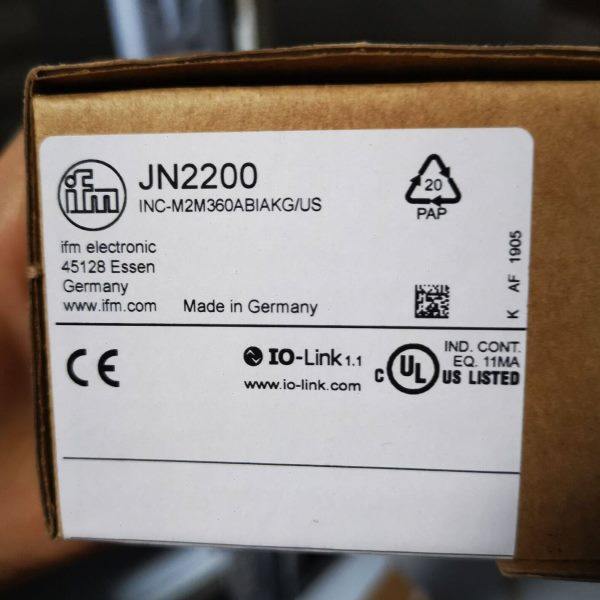 ifm
JN2200
INC-M2M360ABIAKG/US
20
PAP
ifm electronic
45128 Essen
Germany
www.ifm.com
Made in Germany
K AF 1905
CE
IO-Link 1.1
www.io-link.com
c UL US LISTED
IND. CONT.
EQ. 11MA